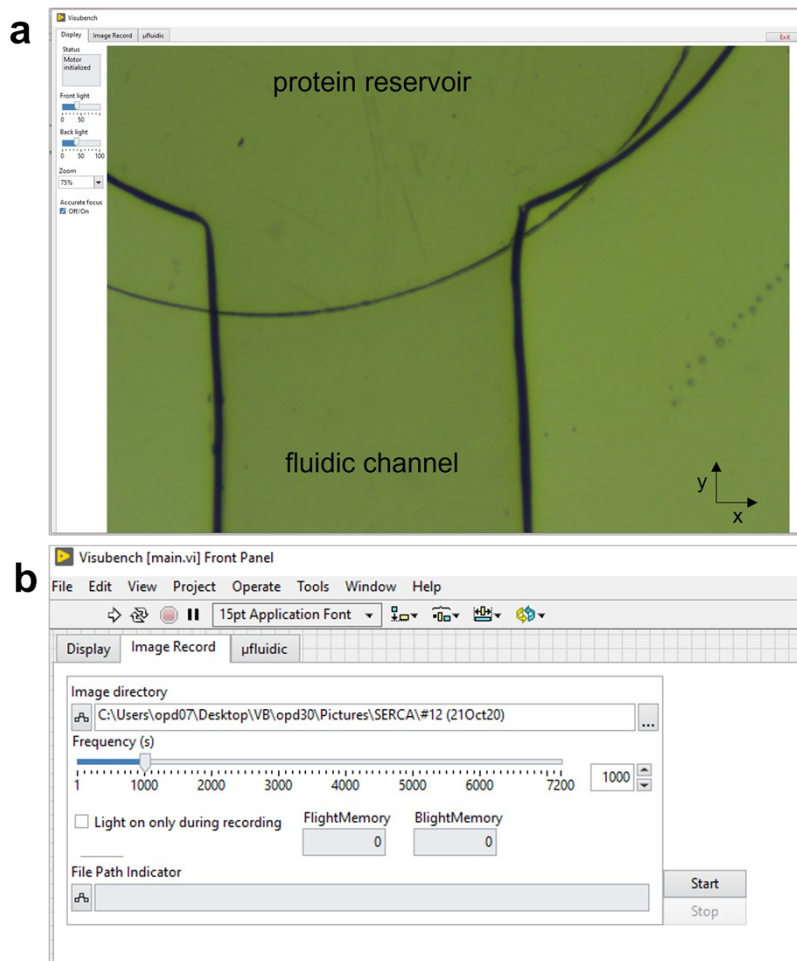 a
Visubench
Display Image Record µfluidic
Exit
Status
Motor
initialized
Front light
0 50
Back light
0 50 100
Zoom
75%
Accurate focus
Off/On
protein reservoir
fluidic channel
y
x
b
Visubench [main.vi] Front Panel
File Edit View Project Operate Tools Window Help
15pt Application Font
Display Image Record µfluidic
Image directory
C:\Users\opd07\Desktop\VB\opd30\Pictures\SERCA\#12 (21Oct20)
...
Frequency (s)
1 1000 2000 3000 4000 5000 6000 7200
1000
Light on only during recording
FlightMemory BlightMemory
0 0
File Path Indicator
Start
Stop